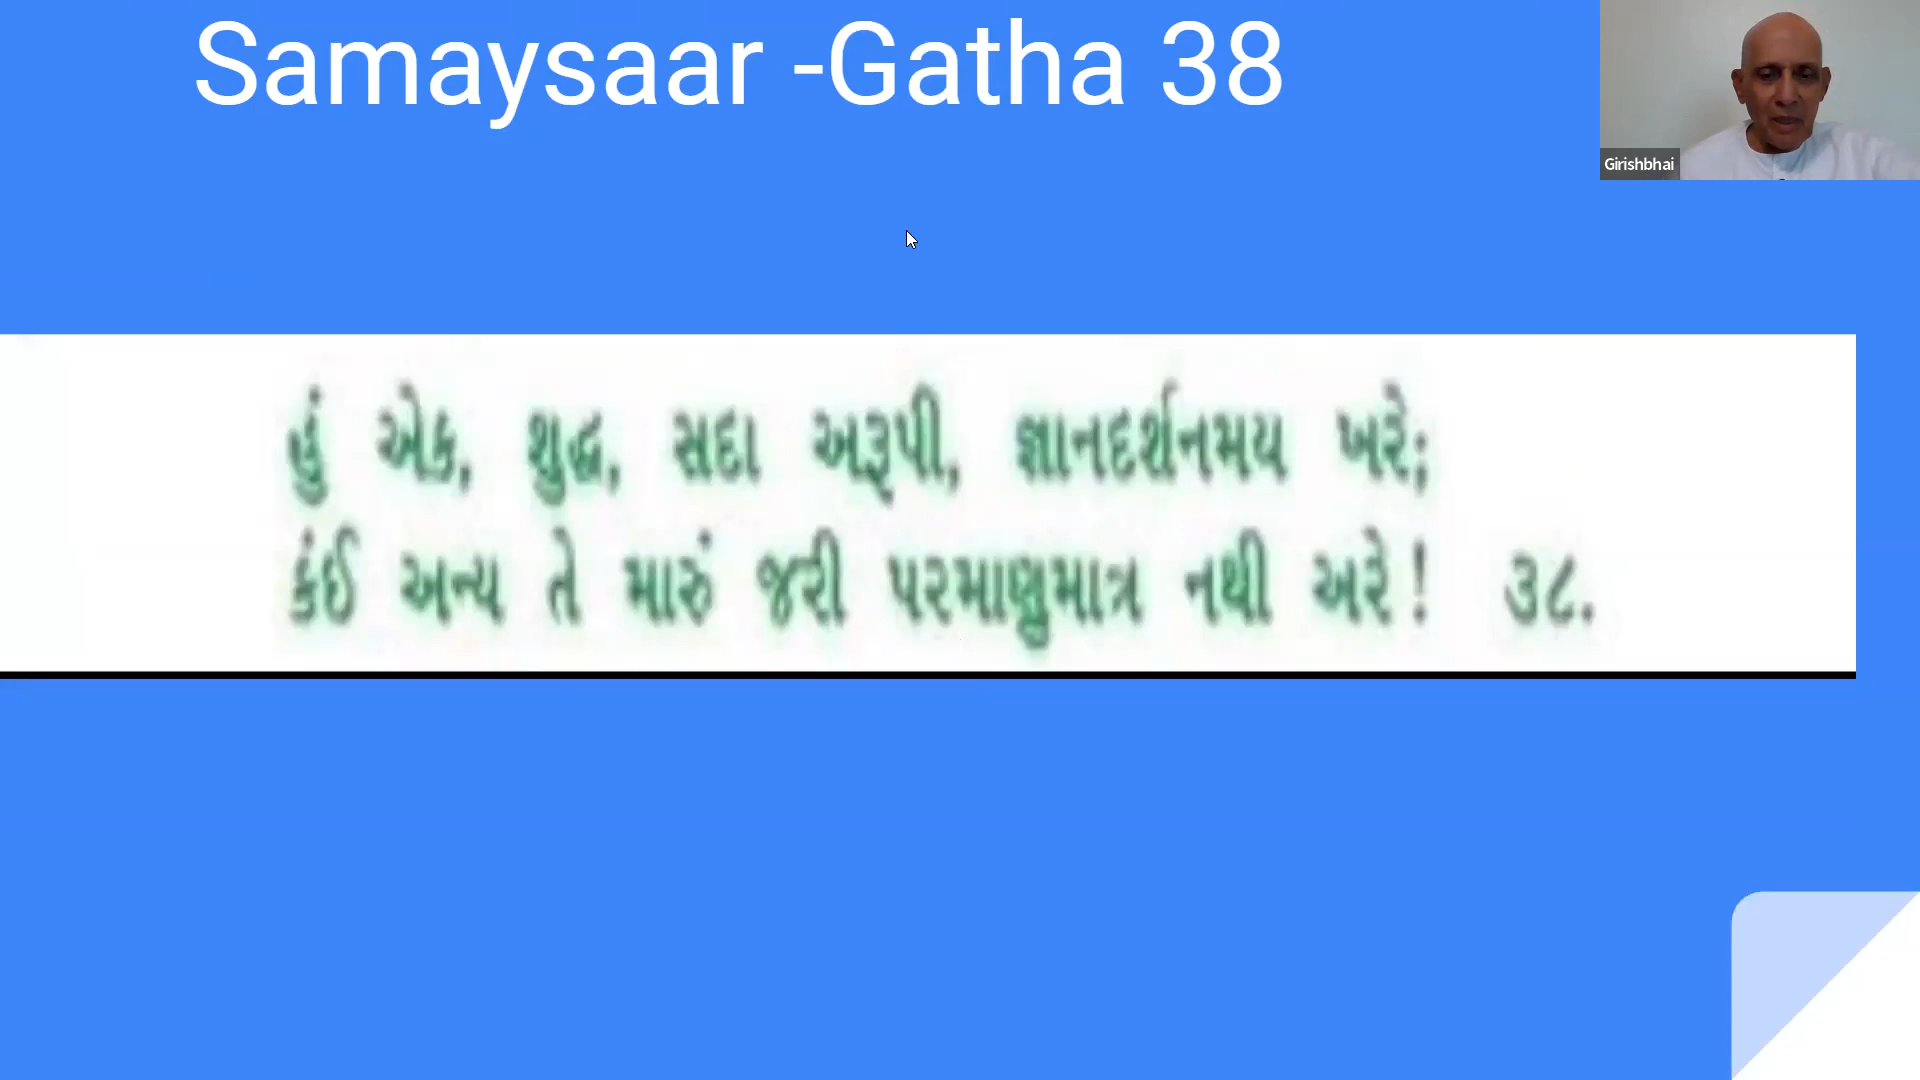 Samaysaar -Gatha 38
Girishbhai
હું એક, શુદ્ધ, સદા અરૂપી, જ્ઞાનદર્શનમય ખરે;
કંઈ અન્ય તે મારું જરી પરમાણુમાત્ર નથી અરે! ૩૮.